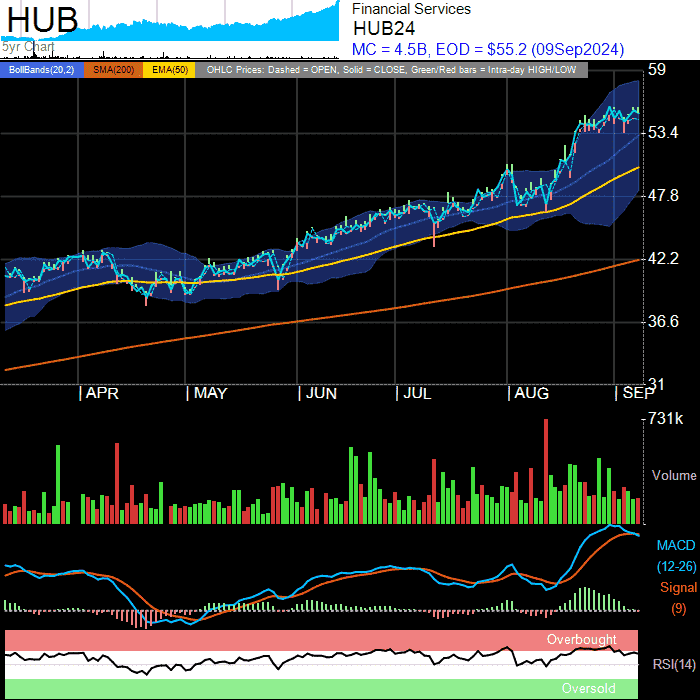 HUB
5yr Chart
Financial Services
HUB24
MC = 4.5B, EOD = $55.2 (09Sep2024)
BollBands(20,2) SMA(200) EMA(50) OHLC Prices: Dashed = OPEN, Solid = CLOSE, Green/Red bars = Intra-day HIGH/LOW
59
53.4
47.8
42.2
36.6
31
| APR | MAY | JUN | JUL | AUG | SEP
731k
Volume
MACD
(12-26)
Signal
(9)
Overbought
RSI(14)
Oversold